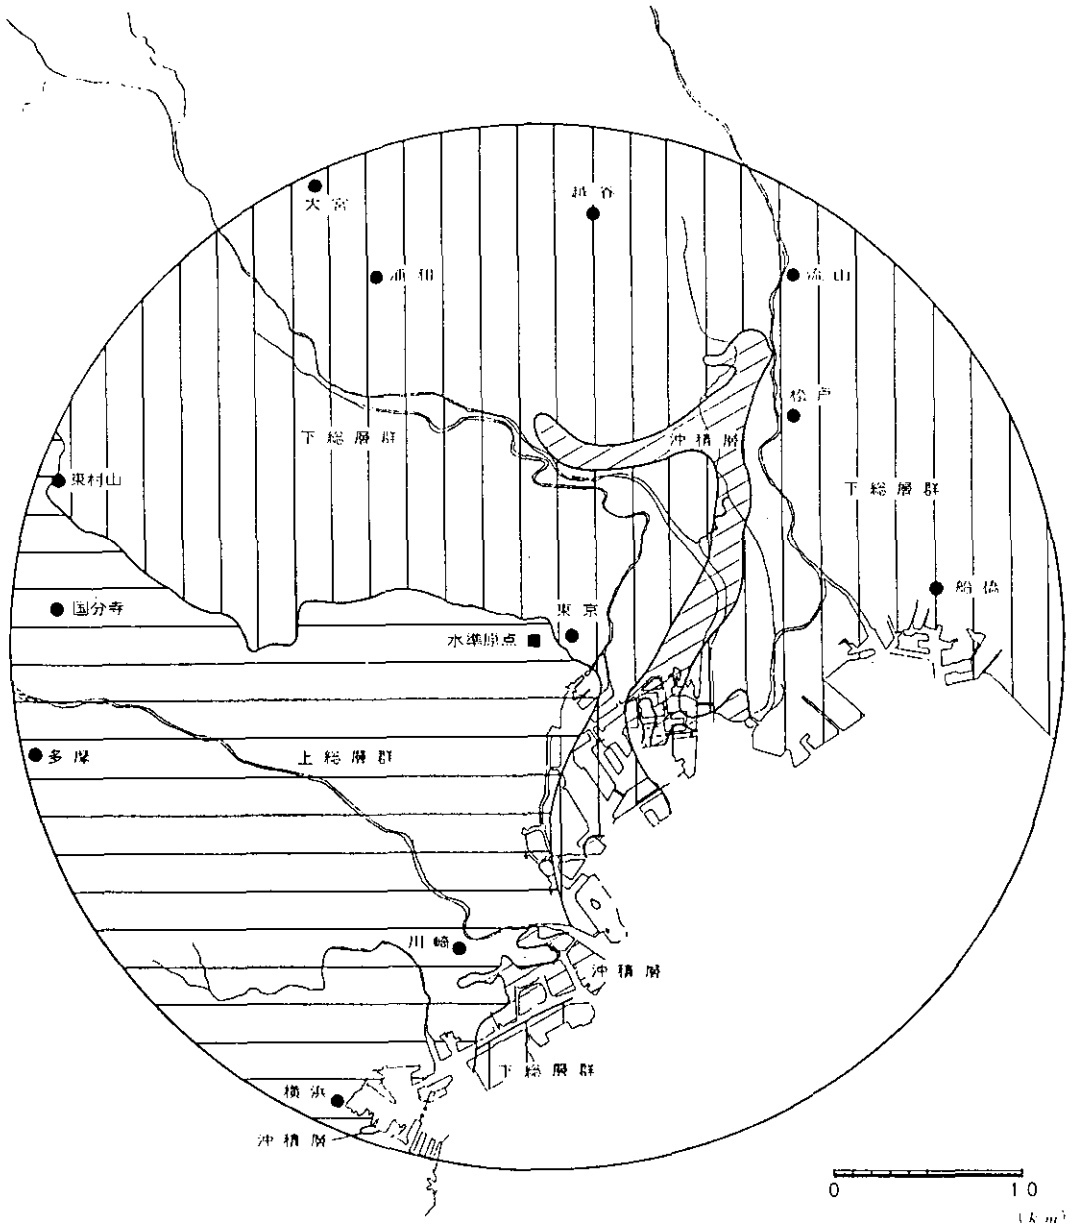 大宮
越谷
浦和
流山
松戸
沖積層
下総層群
東村山
下総層群
船橋
国分寺
東京
水準原点
多摩
上総層群
川崎
沖積層
下総層群
横浜
沖積層
0
10
(km)